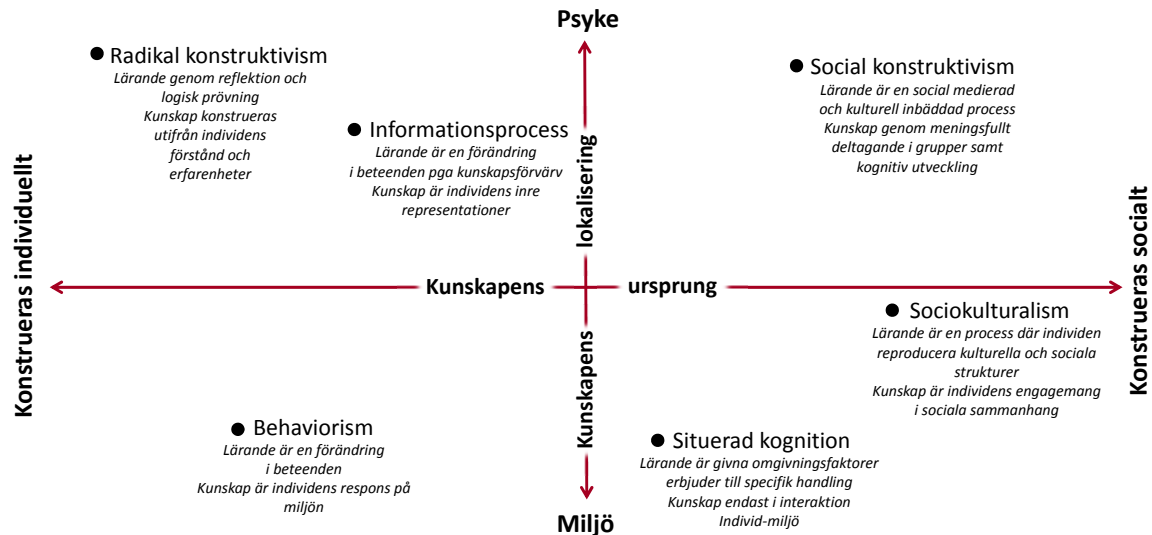 Psyke
Radikal konstruktivism
Lärande genom reflektion och
logisk prövning
Kunskap konstrueras
utifrån individens
förstånd och
erfarenheter
Informationsprocess
Lärande är en förändring
i beteenden pga kunskapsförvärv
Kunskap är individens inre
representationer
Social konstruktivism
Lärande är en social medierad
och kulturell inbäddad process
Kunskap genom meningsfullt
deltagande i grupper samt
kognitiv utveckling
Konstrueras individuellt
Kunskapens ursprung
Kunskapens lokalisering
Konstrueras socialt
Sociokulturalism
Lärande är en process där individen
reproducera kulturella och sociala
strukturer
Kunskap är individens engagemang
i sociala sammanhang
Behaviorism
Lärande är en förändring
i beteenden
Kunskap är individens respons på
miljön
Situerad kognition
Lärande är givna omgivningsfaktorer
erbjuder till specifik handling
Kunskap endast i interaktion
Individ-miljö
Miljö